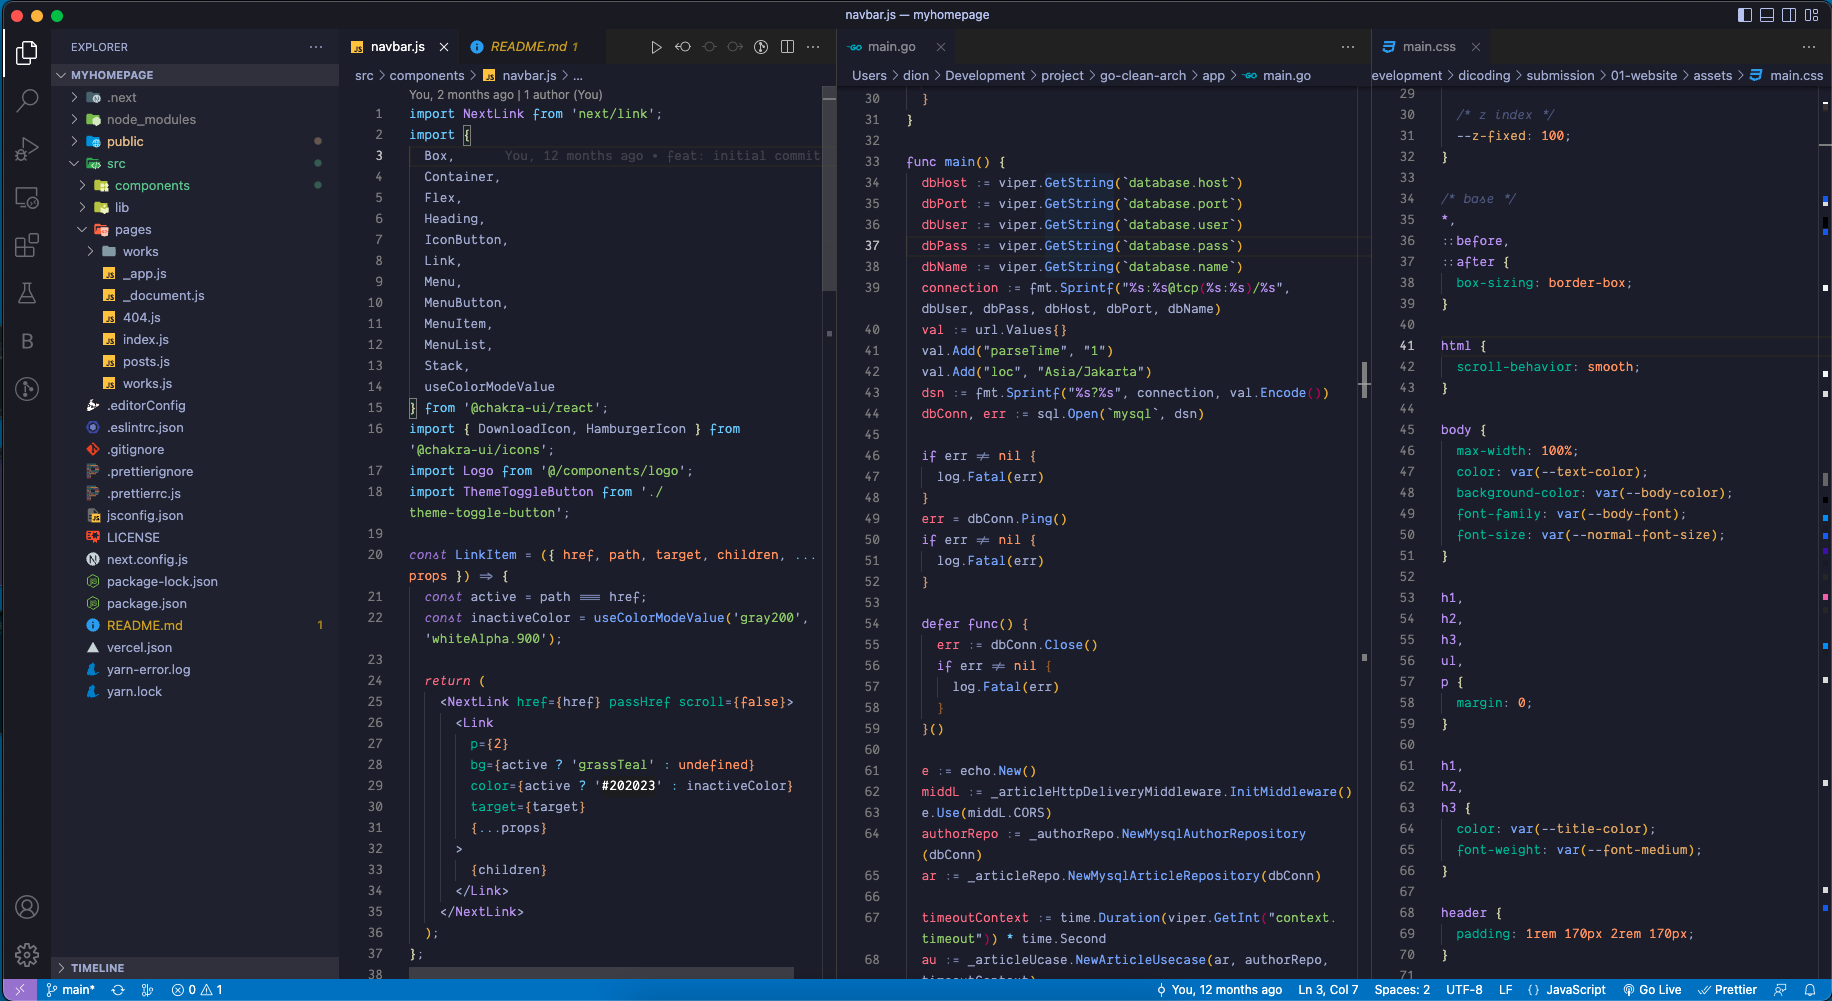 navbar.js — myhomepage
EXPLORER
MYHOMEPAGE
.next
node_modules
public
src
components
lib
pages
works
_app.js
_document.js
404.js
index.js
posts.js
works.js
.editorConfig
.eslintrc.json
.gitignore
.prettierignore
.prettierrc.js
jsconfig.json
LICENSE
next.config.js
package-lock.json
package.json
README.md 1
vercel.json
yarn-error.log
yarn.lock
TIMELINE
navbar.js
README.md 1
src > components > navbar.js > ...
You, 2 months ago | 1 author (You)
1 import NextLink from 'next/link';
2 import {
3 Box, You, 12 months ago • feat: initial commit
4 Container,
5 Flex,
6 Heading,
7 IconButton,
8 Link,
9 Menu,
10 MenuButton,
11 MenuItem,
12 MenuList,
13 Stack,
14 useColorModeValue
15 } from '@chakra-ui/react';
16 import { DownloadIcon, HamburgerIcon } from
'@chakra-ui/icons';
17 import Logo from '@/components/logo';
18 import ThemeToggleButton from './
theme-toggle-button';
19
20 const LinkItem = ({ href, path, target, children, ...
props }) => {
21 const active = path === href;
22 const inactiveColor = useColorModeValue('gray200',
'whiteAlpha.900');
23
24 return (
25 <NextLink href={href} passHref scroll={false}>
26 <Link
27 p={2}
28 bg={active ? 'grassTeal' : undefined}
29 color={active ? '#202023' : inactiveColor}
30 target={target}
31 {...props}
32 >
33 {children}
34 </Link>
35 </NextLink>
36 );
37 };
38
main.go
Users > dion > Development > project > go-clean-arch > app > main.go
30 }
31 }
32
33 func main() {
34 dbHost := viper.GetString(`database.host`)
35 dbPort := viper.GetString(`database.port`)
36 dbUser := viper.GetString(`database.user`)
37 dbPass := viper.GetString(`database.pass`)
38 dbName := viper.GetString(`database.name`)
39 connection := fmt.Sprintf("%s:%s@tcp(%s:%s)/%s",
dbUser, dbPass, dbHost, dbPort, dbName)
40 val := url.Values{}
41 val.Add("parseTime", "1")
42 val.Add("loc", "Asia/Jakarta")
43 dsn := fmt.Sprintf("%s?%s", connection, val.Encode())
44 dbConn, err := sql.Open(`mysql`, dsn)
45
46 if err != nil {
47 log.Fatal(err)
48 }
49 err = dbConn.Ping()
50 if err != nil {
51 log.Fatal(err)
52 }
53
54 defer func() {
55 err := dbConn.Close()
56 if err != nil {
57 log.Fatal(err)
58 }
59 }()
60
61 e := echo.New()
62 middL := _articleHttpDeliveryMiddleware.InitMiddleware()
63 e.Use(middL.CORS)
64 authorRepo := _authorRepo.NewMysqlAuthorRepository
(dbConn)
65 ar := _articleRepo.NewMysqlArticleRepository(dbConn)
66
67 timeoutContext := time.Duration(viper.GetInt("context.
timeout")) * time.Second
68 au := _articleUcase.NewArticleUsecase(ar, authorRepo,
timeoutContext)
main.css
evelopment > dicoding > submission > 01-website > assets > main.css
29
30 /* z index */
31 --z-fixed: 100;
32 }
33
34 /* base */
35 *,
36 ::before,
37 ::after {
38 box-sizing: border-box;
39 }
40
41 html {
42 scroll-behavior: smooth;
43 }
44
45 body {
46 max-width: 100%;
47 color: var(--text-color);
48 background-color: var(--body-color);
49 font-family: var(--body-font);
50 font-size: var(--normal-font-size);
51 }
52
53 h1,
54 h2,
55 h3,
56 ul,
57 p {
58 margin: 0;
59 }
60
61 h1,
62 h2,
63 h3 {
64 color: var(--title-color);
65 font-weight: var(--font-medium);
66 }
67
68 header {
69 padding: 1rem 170px 2rem 170px;
70 }
71
main* 0 1
You, 12 months ago Ln 3, Col 7 Spaces: 2 UTF-8 LF {} JavaScript Go Live Prettier